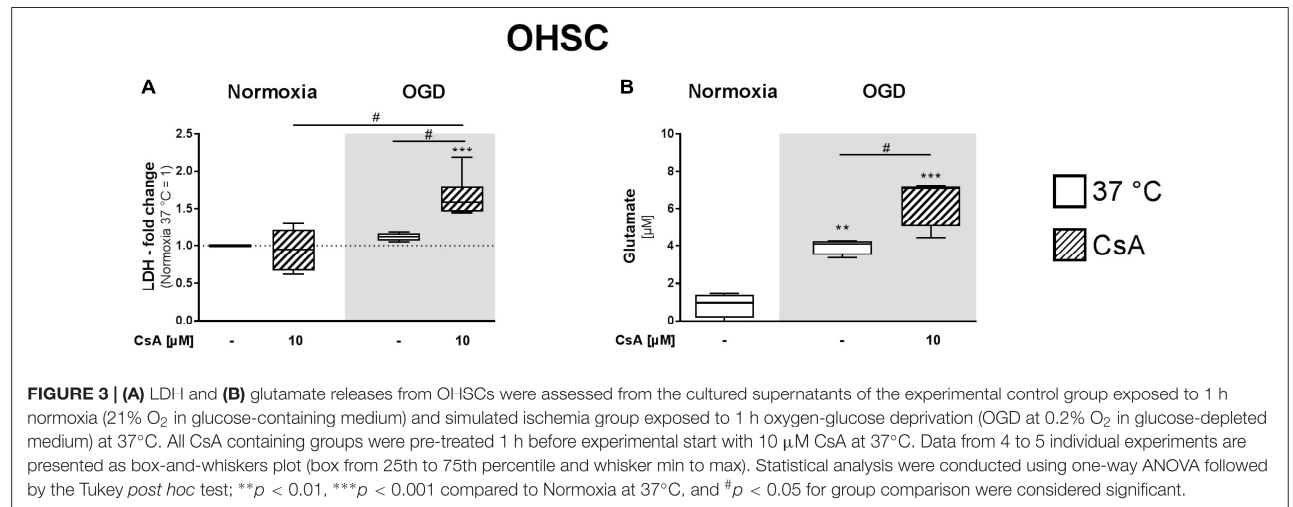 OHSC
A
Normoxia
OGD
#
#
***
2.5
2.0
1.5
1.0
0.5
0.0
LDH - fold change
(Normoxia 37 °C = 1)
CsA [µM]
-
10
-
10
B
Normoxia
OGD
#
***
**
10
8
6
4
2
0
Glutamate
[µM]
CsA [µM]
-
-
10
37 °C
CsA
FIGURE 3 | (A) LDH and (B) glutamate releases from OHSCs were assessed from the cultured supernatants of the experimental control group exposed to 1 h
normoxia (21% O₂ in glucose-containing medium) and simulated ischemia group exposed to 1 h oxygen-glucose deprivation (OGD at 0.2% O₂ in glucose-depleted
medium) at 37°C. All CsA containing groups were pre-treated 1 h before experimental start with 10 μM CsA at 37°C. Data from 4 to 5 individual experiments are
presented as box-and-whiskers plot (box from 25th to 75th percentile and whisker min to max). Statistical analysis were conducted using one-way ANOVA followed
by the Tukey post hoc test; **p < 0.01, ***p < 0.001 compared to Normoxia at 37°C, and #p < 0.05 for group comparison were considered significant.